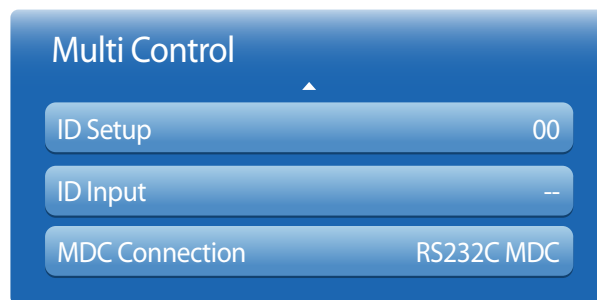 Multi Control
ID Setup 00
ID Input --
MDC Connection RS232C MDC